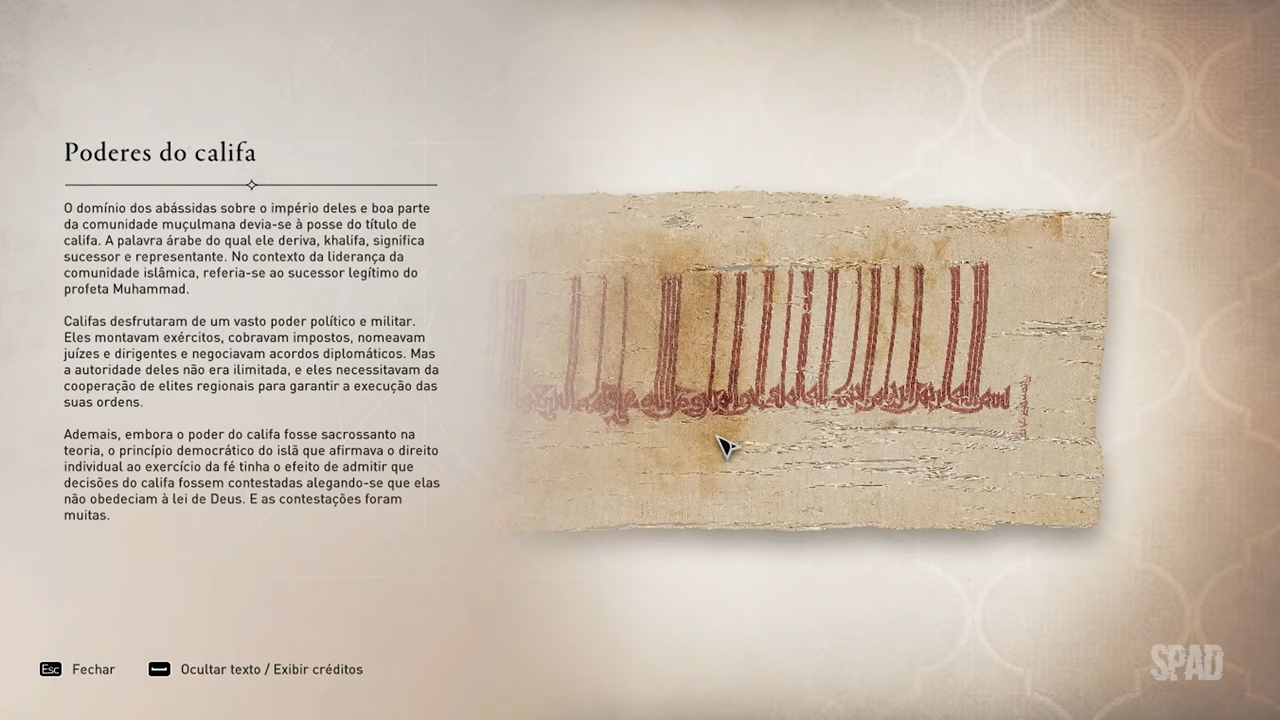 Poderes do califa
O domínio dos abássidas sobre o império deles e boa parte
da comunidade muçulmana devia-se à posse do título de
califa. A palavra árabe do qual ele deriva, khalifa, significa
sucessor e representante. No contexto da liderança da
comunidade islâmica, referia-se ao sucessor legítimo do
profeta Muhammad.
Califas desfrutaram de um vasto poder político e militar.
Eles montavam exércitos, cobravam impostos, nomeavam
juízes e dirigentes e negociavam acordos diplomáticos. Mas
a autoridade deles não era ilimitada, e eles necessitavam da
cooperação de elites regionais para garantir a execução das
suas ordens.
Ademais, embora o poder do califa fosse sacrossanto na
teoria, o princípio democrático do islã que afirmava o direito
individual ao exercício da fé tinha o efeito de admitir que
decisões do califa fossem contestadas alegando-se que elas
não obedeciam à lei de Deus. E as contestações foram
muitas.
Esc Fechar
Ocultar texto / Exibir créditos
SPAD